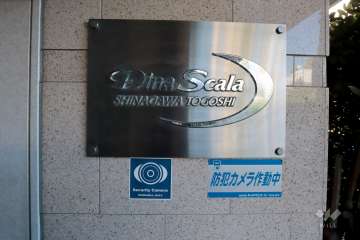 Dina Scala
SHINAGAWA TOGOSHI
Security Camera
防犯カメラ作動中